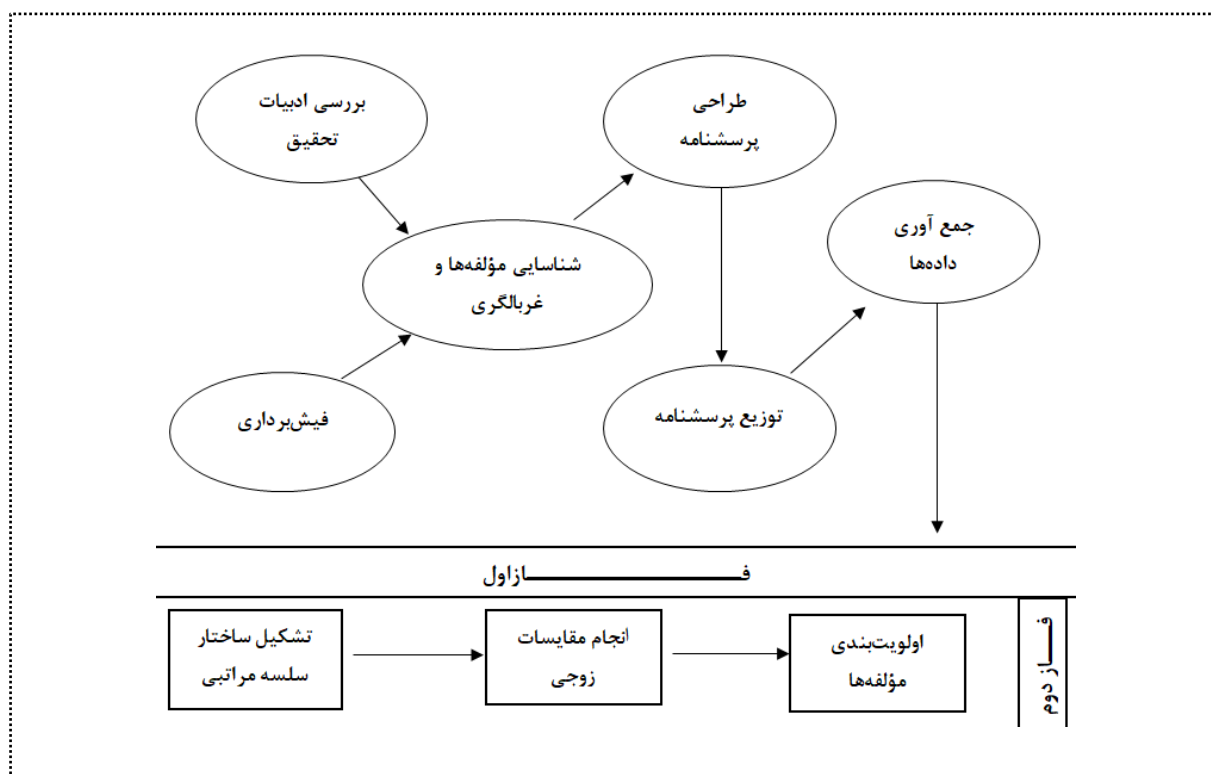 بررسی ادبیات
تحقیق
طراحی
پرسشنامه
جمع آوری
داده‌ها
شناسایی مؤلفه‌ها و
غربالگری
فیش‌برداری
توزیع پرسشنامه
فـــــــــــــــــــــازاول
تشکیل ساختار
سلسه مراتبی
انجام مقایسات
زوجی
اولویت‌بندی
مؤلفه‌ها
فـــــاز دوم